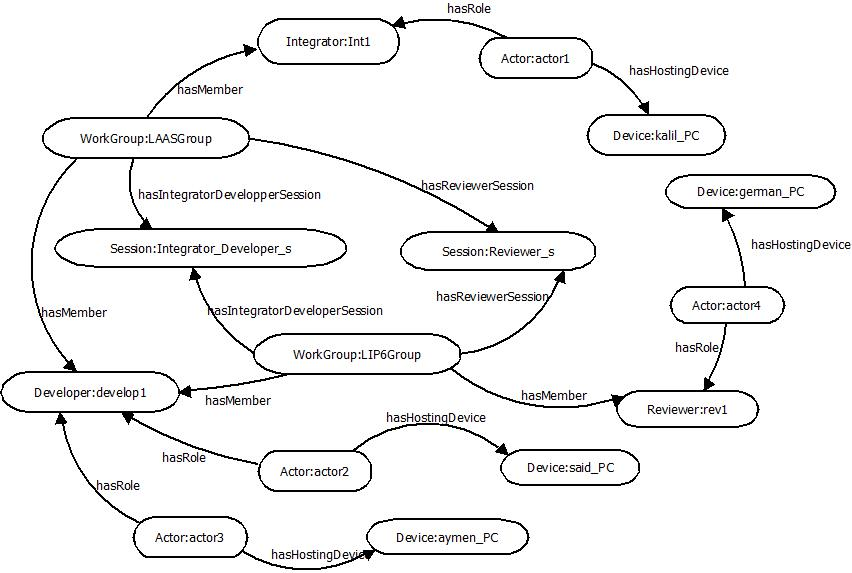 hasRole
Integrator:Int1
Actor:actor1
hasHostingDevice
hasMember
WorkGroup:LAASGroup
Device:kalil_PC
hasIntegratorDevelopperSession
hasReviewerSession
Device:german_PC
Session:Integrator_Developer_s
Session:Reviewer_s
hasHostingDevice
hasReviewerSession
Actor:actor4
hasMember
hasIntegratorDeveloperSession
hasRole
WorkGroup:LIP6Group
Developer:develop1
hasMember
hasMember
Reviewer:rev1
hasHostingDevice
hasRole
Actor:actor2
Device:said_PC
hasRole
Actor:actor3
Device:aymen_PC
hasHostingDevice